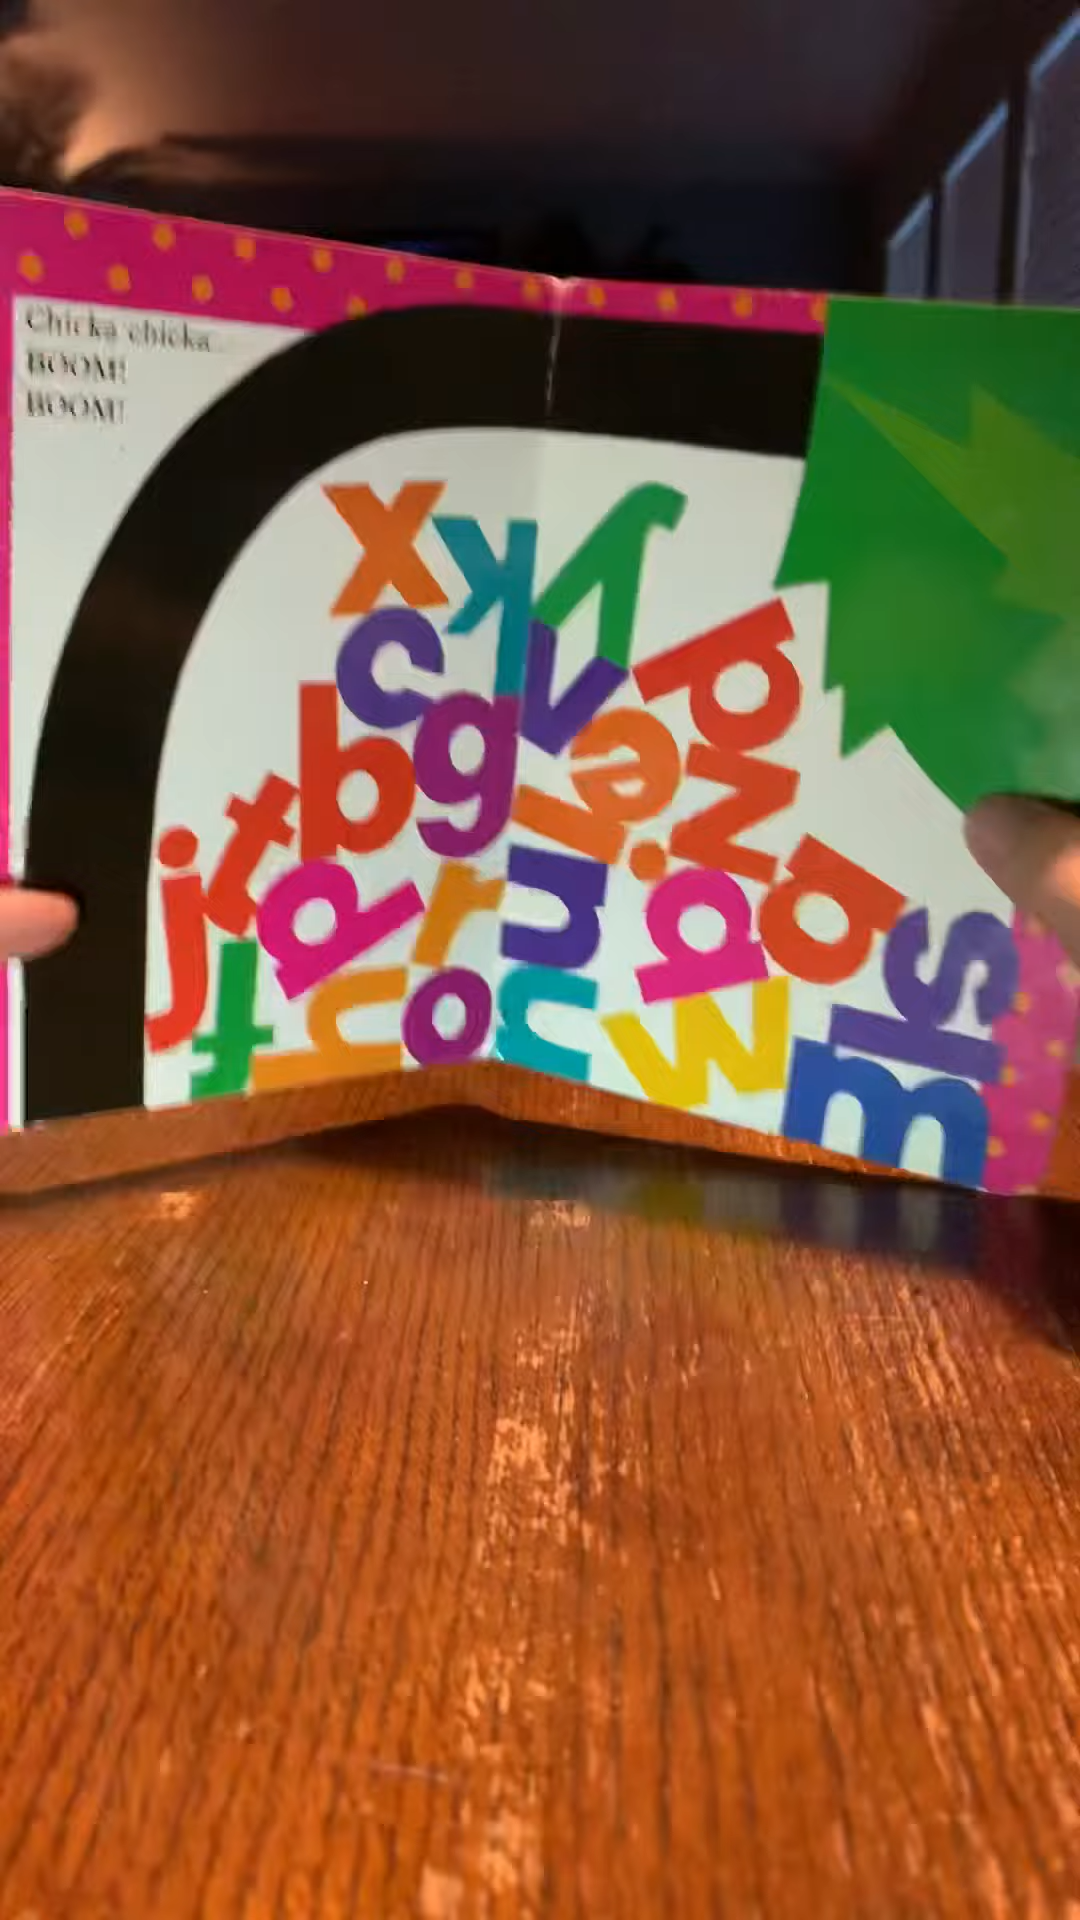 Chicka chicka...
BOOM!
BOOM!
x k y
c v p
b g e z
j t l i
d r n q a s
f h o u w l
m